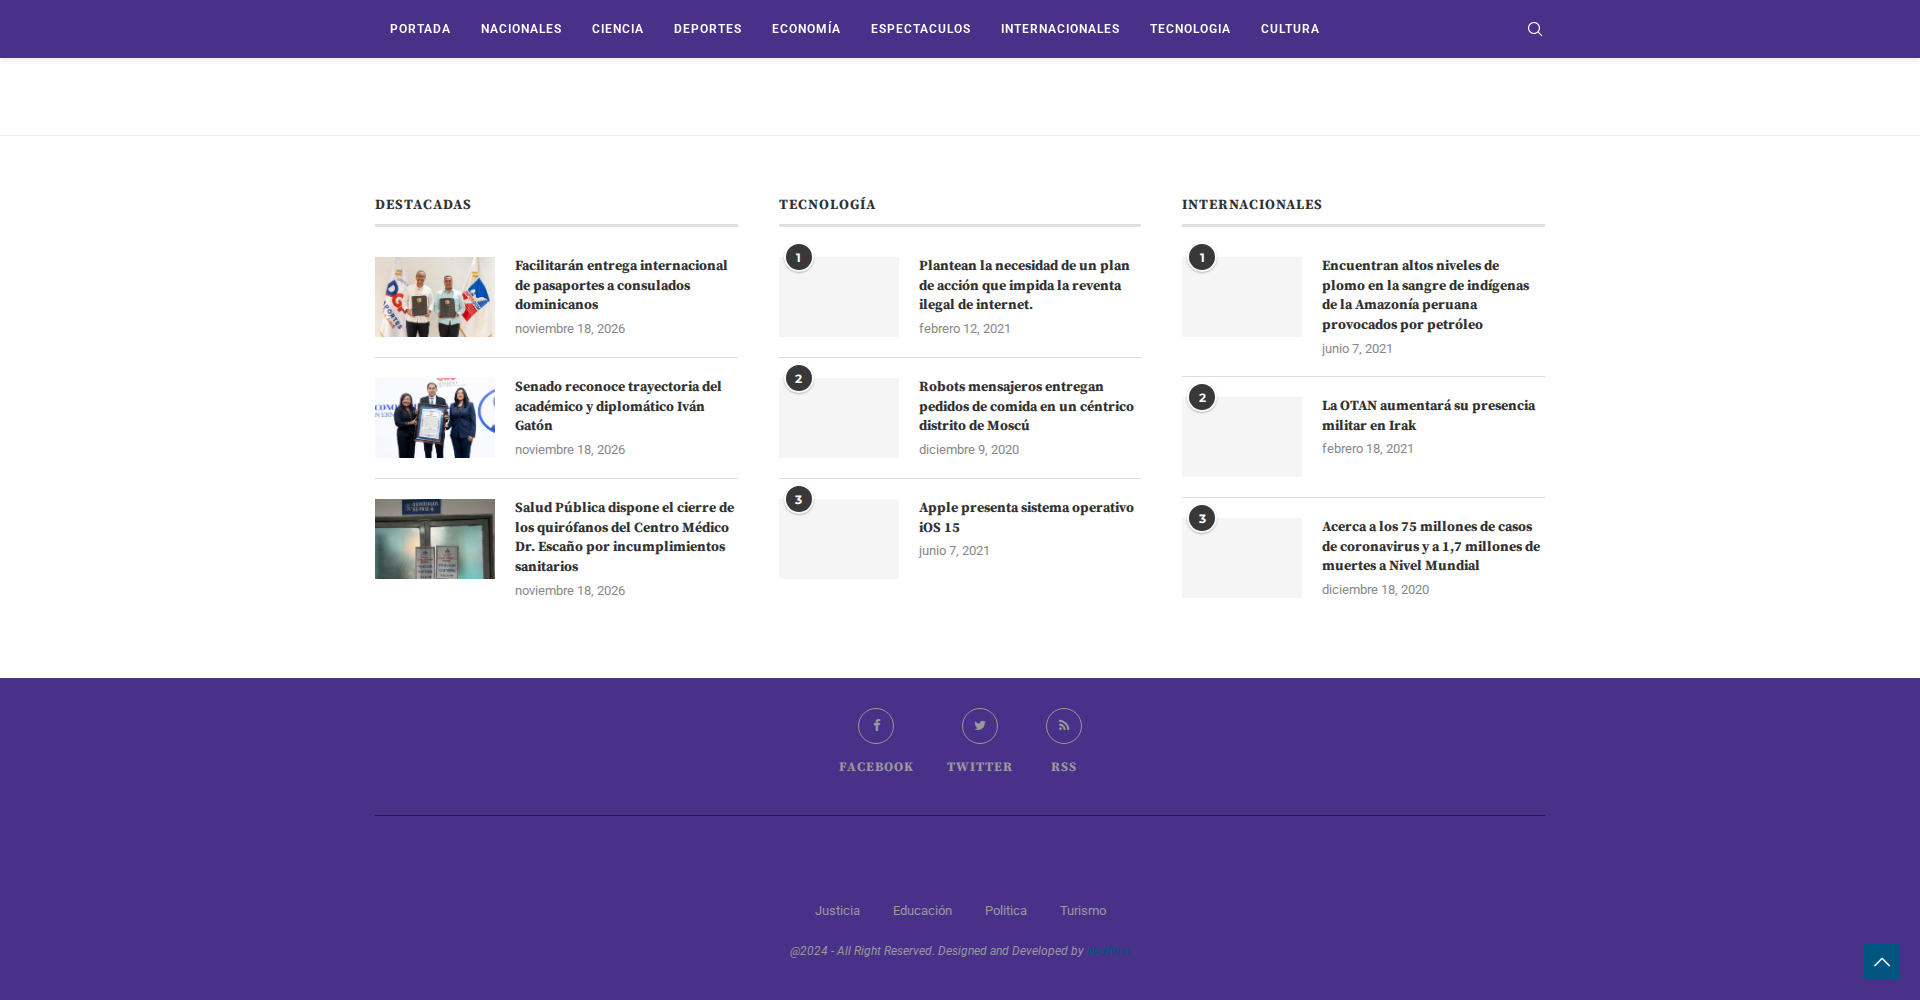 PORTADA NACIONALES CIENCIA DEPORTES ECONOMÍA ESPECTACULOS INTERNACIONALES TECNOLOGIA CULTURA
DESTACADAS
Facilitarán entrega internacional
de pasaportes a consulados
dominicanos
noviembre 18, 2026
Senado reconoce trayectoria del
académico y diplomático Iván
Gatón
noviembre 18, 2026
Salud Pública dispone el cierre de
los quirófanos del Centro Médico
Dr. Escaño por incumplimientos
sanitarios
noviembre 18, 2026
TECNOLOGÍA
1
Plantean la necesidad de un plan
de acción que impida la reventa
ilegal de internet.
febrero 12, 2021
2
Robots mensajeros entregan
pedidos de comida en un céntrico
distrito de Moscú
diciembre 9, 2020
3
Apple presenta sistema operativo
iOS 15
junio 7, 2021
INTERNACIONALES
1
Encuentran altos niveles de
plomo en la sangre de indígenas
de la Amazonía peruana
provocados por petróleo
junio 7, 2021
2
La OTAN aumentará su presencia
militar en Irak
febrero 18, 2021
3
Acerca a los 75 millones de casos
de coronavirus y a 1,7 millones de
muertes a Nivel Mundial
diciembre 18, 2020
FACEBOOK TWITTER RSS
Justicia Educación Politica Turismo
@2024 - All Right Reserved. Designed and Developed by